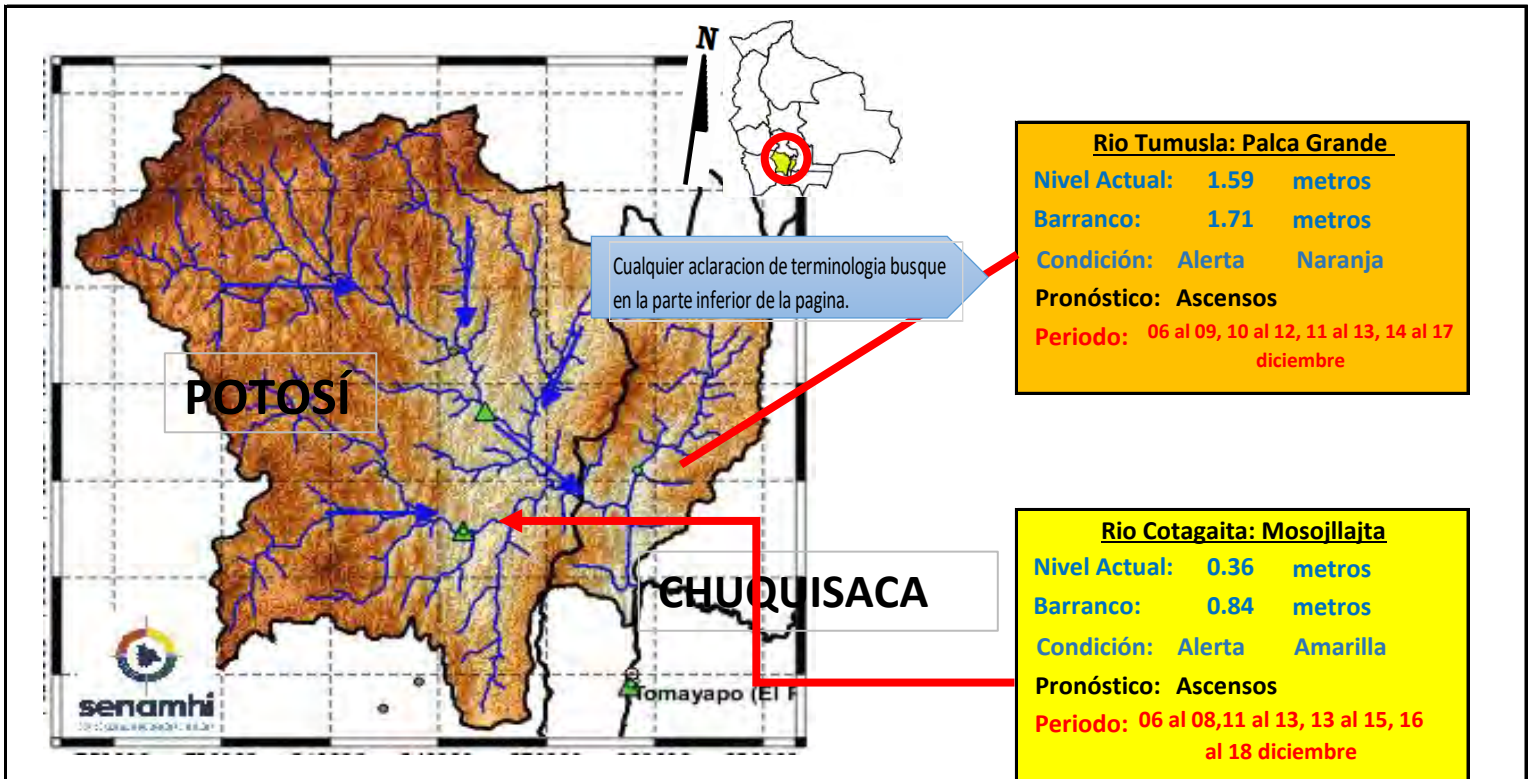 N
Rio Tumusla: Palca Grande
Nivel Actual: 1.59 metros
Barranco: 1.71 metros
Condición: Alerta Naranja
Pronóstico: Ascensos
Periodo: 06 al 09, 10 al 12, 11 al 13, 14 al 17
diciembre
Cualquier aclaracion de terminologia busque
en la parte inferior de la pagina.
POTOSÍ
CHUQUISACA
Rio Cotagaita: Mosojllajta
Nivel Actual: 0.36 metros
Barranco: 0.84 metros
Condición: Alerta Amarilla
Pronóstico: Ascensos
Periodo: 06 al 08,11 al 13, 13 al 15, 16
al 18 diciembre
senamhi
Tomayapo (El